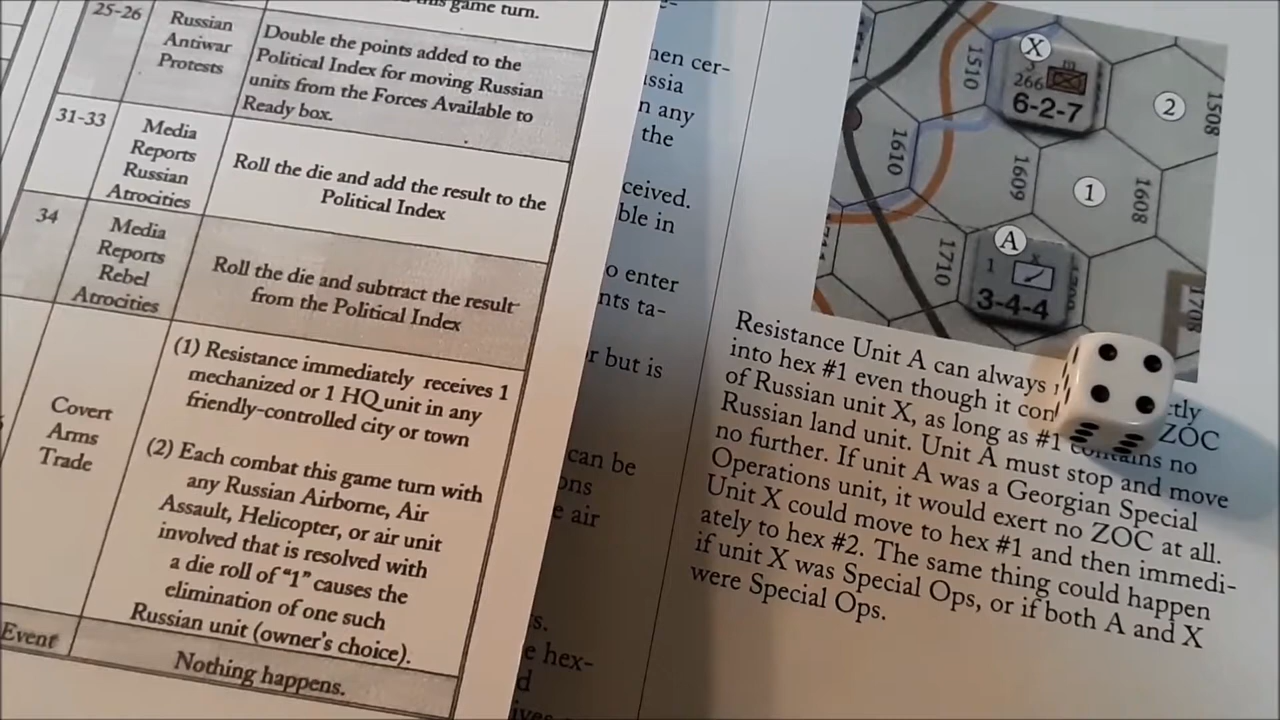 this game turn.
25-26
Russian
Antiwar
Protests
Double the points added to the
Political Index for moving Russian
units from the Forces Available to
Ready box.
31-33
Media
Reports
Russian
Atrocities
Roll the die and add the result to the
Political Index
34
Media
Reports
Rebel
Atrocities
Roll the die and subtract the result
from the Political Index
Covert
Arms
Trade
(1) Resistance immediately receives 1
mechanized or 1 HQ unit in any
friendly-controlled city or town
(2) Each combat this game turn with
any Russian Airborne, Air
Assault, Helicopter, or air unit
involved that is resolved with
a die roll of “1” causes the
elimination of one such
Russian unit (owner’s choice).
Event
Nothing happens.
hen cer-
ussia
n any
the
ceived.
ble in
o enter
nts ta-
r but is
can be
ons
e air
s.
e hex-
d
ives
1510
X
3
266
6-2-7
2
1508
1610
1609
1
1608
1710
A
1
3-4-4
1708
Resistance Unit A can always tly
into hex #1 even though it con ZOC
of Russian unit X, as long as #1 contains no
Russian land unit. Unit A must stop and move
no further. If unit A was a Georgian Special
Operations unit, it would exert no ZOC at all.
Unit X could move to hex #1 and then immedi-
ately to hex #2. The same thing could happen
if unit X was Special Ops, or if both A and X
were Special Ops.